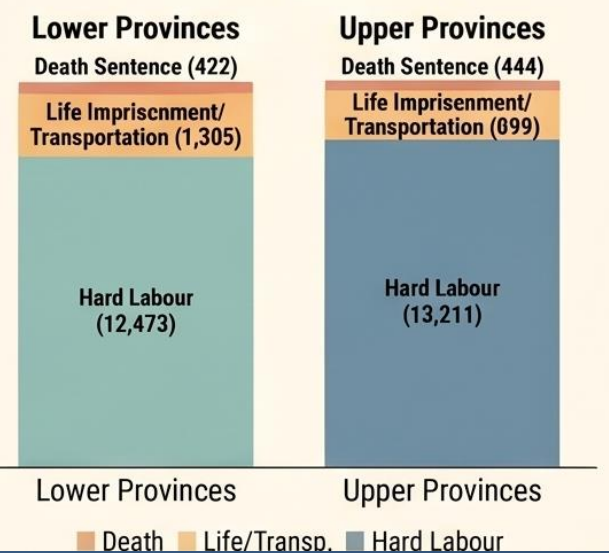 Lower Provinces
Death Sentence (422)
Life Impriscnment/
Transportation (1,305)
Hard Labour
(12,473)
Lower Provinces
Upper Provinces
Death Sentence (444)
Life Imprisenment/
Transportation (699)
Hard Labour
(13,211)
Upper Provinces
Death Life/Transp. Hard Labour